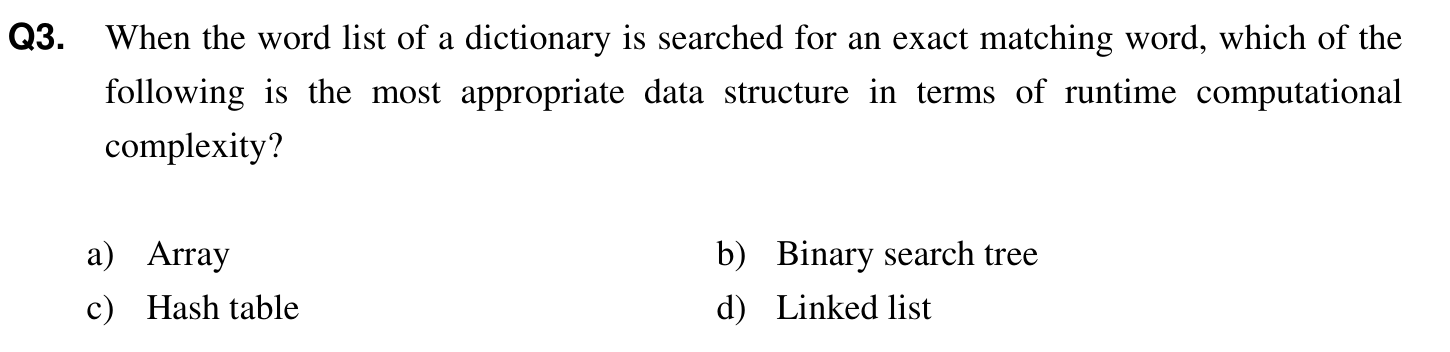 Q3. When the word list of a dictionary is searched for an exact matching word, which of the
following is the most appropriate data structure in terms of runtime computational
complexity?
a) Array b) Binary search tree
c) Hash table d) Linked list